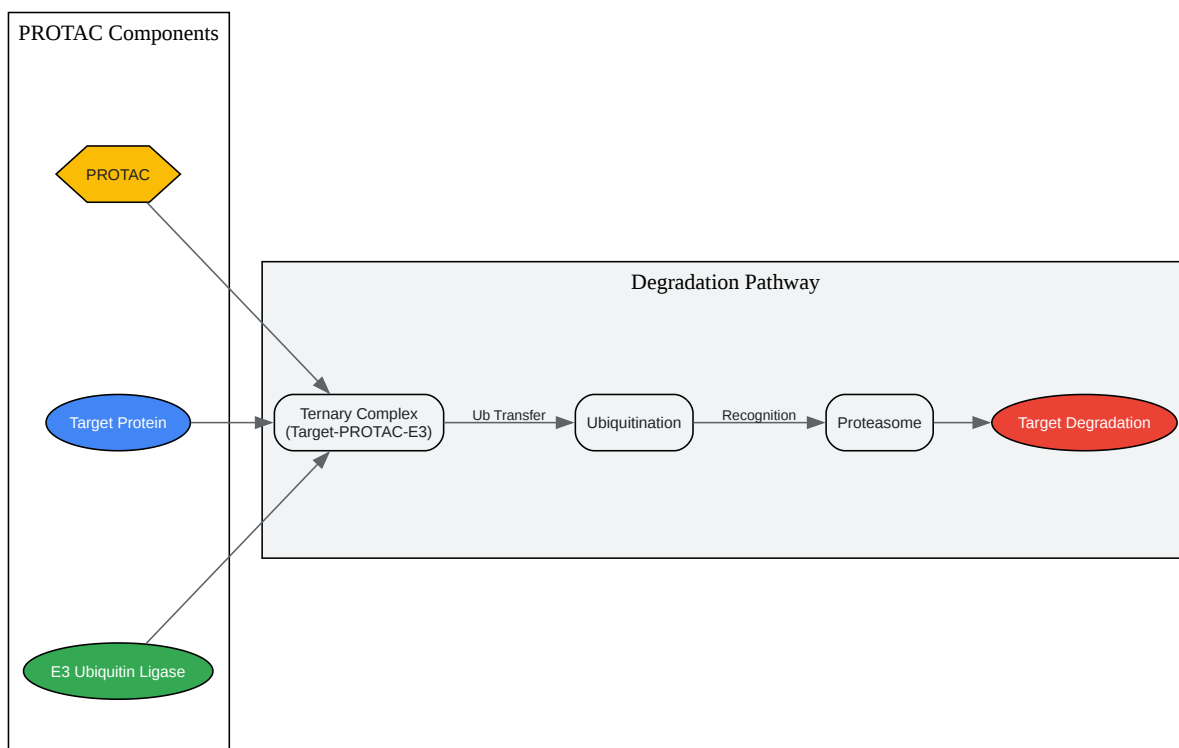 PROTAC Components
PROTAC
Degradation Pathway
Target Protein
Ternary Complex
(Target-PROTAC-E3)
Ub Transfer
Ubiquitination
Recognition
Proteasome
Target Degradation
E3 Ubiquitin Ligase